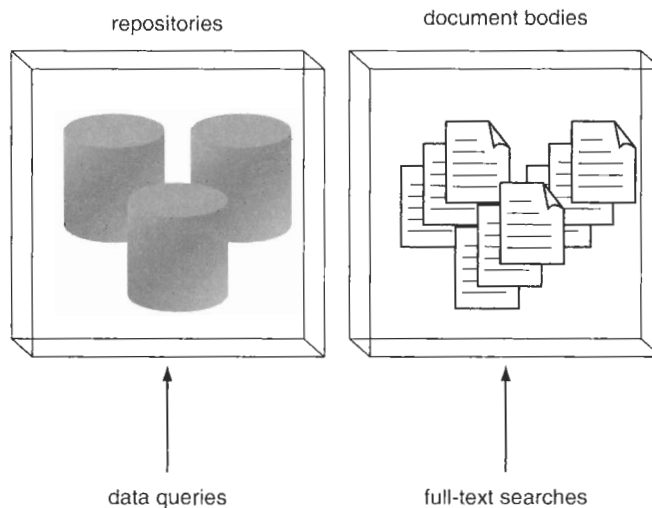 repositories
document bodies
data queries
full-text searches